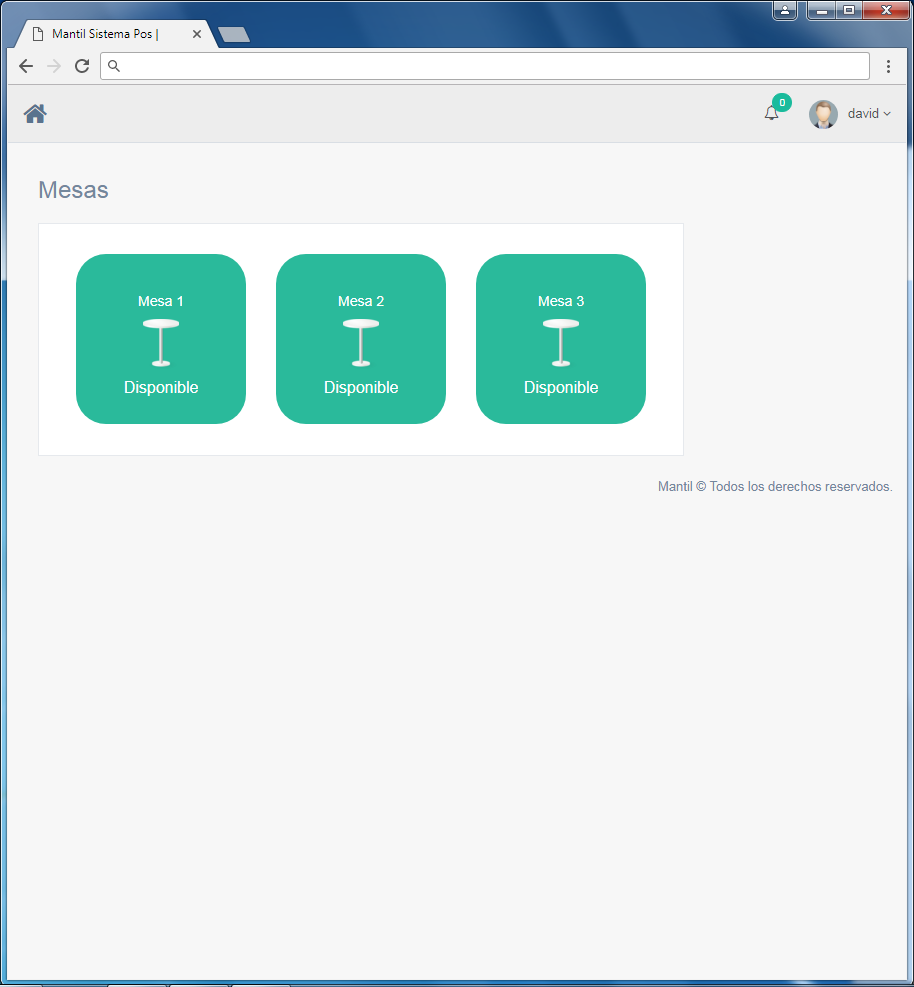 Mantil Sistema Pos |
0
david
Mesas
Mesa 1
Disponible
Mesa 2
Disponible
Mesa 3
Disponible
Mantil © Todos los derechos reservados.